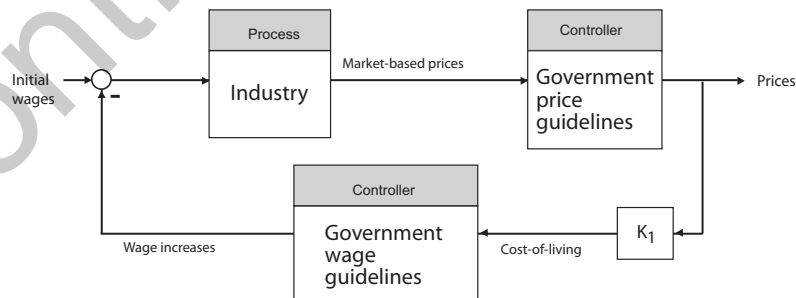 ont
Process
Controller
Initial
wages
-
Industry
Market-based prices
Government
price
guidelines
Prices
Controller
Government
wage
guidelines
Wage increases
Cost-of-living
K1